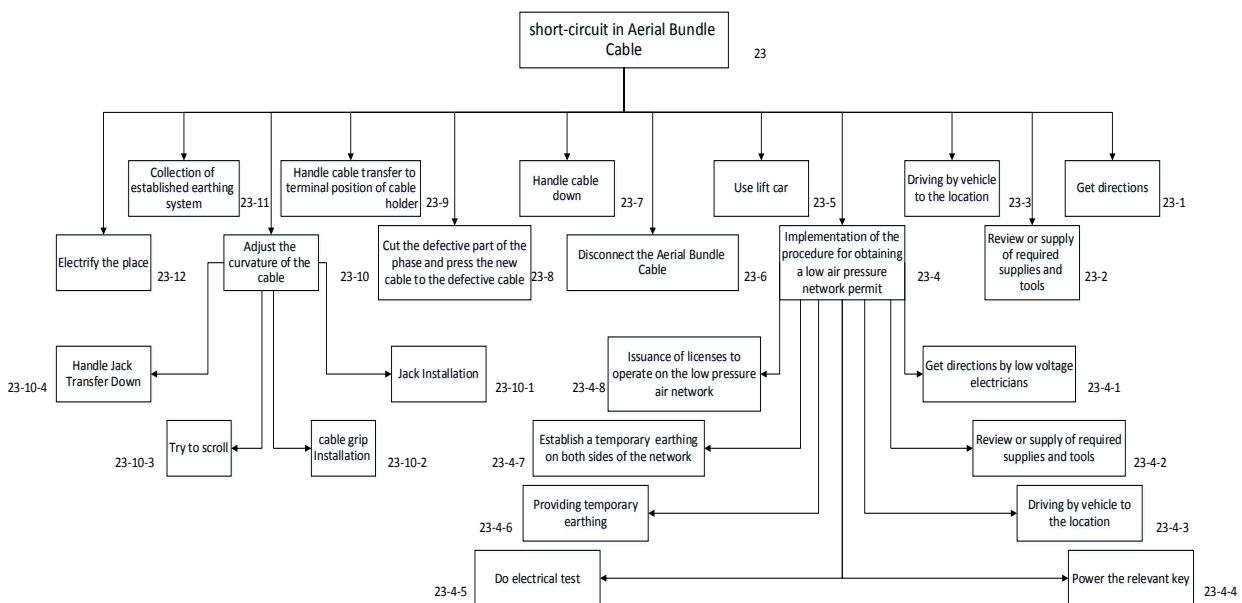 short-circuit in Aerial Bundle
Cable
23
Collection of
established earthing
system
23-11
Handle cable transfer to
terminal position of cable
holder
23-9
Handle cable
down
23-7
Use lift car
23-5
Driving by vehicle
to the location
23-3
Get directions
23-1
Electrify the place
23-12
Adjust the
curvature of the
cable
23-10
Cut the defective part of the
phase and press the new
cable to the defective cable
23-8
Disconnect the Aerial Bundle
Cable
23-6
Implementation of the
procedure for obtaining
a low air pressure
network permit
23-4
Review or supply
of required
supplies and
tools
23-2
23-10-4
Handle Jack
Transfer Down
Jack Installation
23-10-1
23-4-8
Issuance of licenses to
operate on the low pressure
air network
Get directions by low voltage
electricians
23-4-1
23-10-3
Try to scroll
cable grip
Installation
23-10-2
23-4-7
Establish a temporary earthing
on both sides of the network
Review or supply of required
supplies and tools
23-4-2
23-4-6
Providing temporary
earthing
Driving by vehicle to
the location
23-4-3
23-4-5
Do electrical test
Power the relevant key
23-4-4